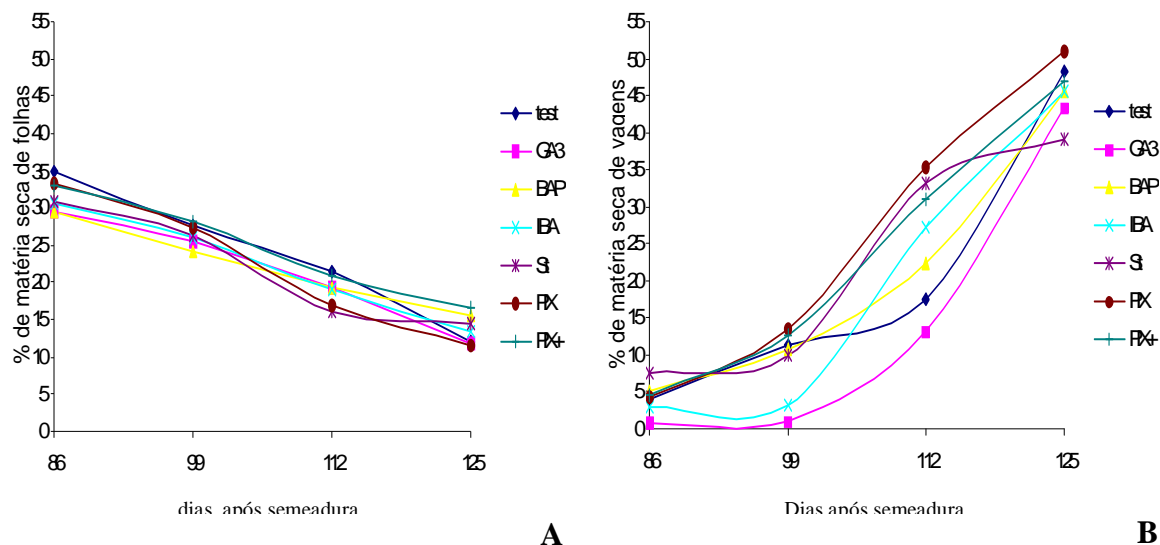 % de matéria seca de folhas
55
50
45
40
35
30
25
20
15
10
5
0
86
99
112
125
dias após semeadura
test
GA3
BAP
IBA
St
PIX
PIX+
A
% de matéria seca de vagens
55
50
45
40
35
30
25
20
15
10
5
0
86
99
112
125
Dias após semeadura
test
GA3
BAP
IBA
St
PIX
PIX+
B